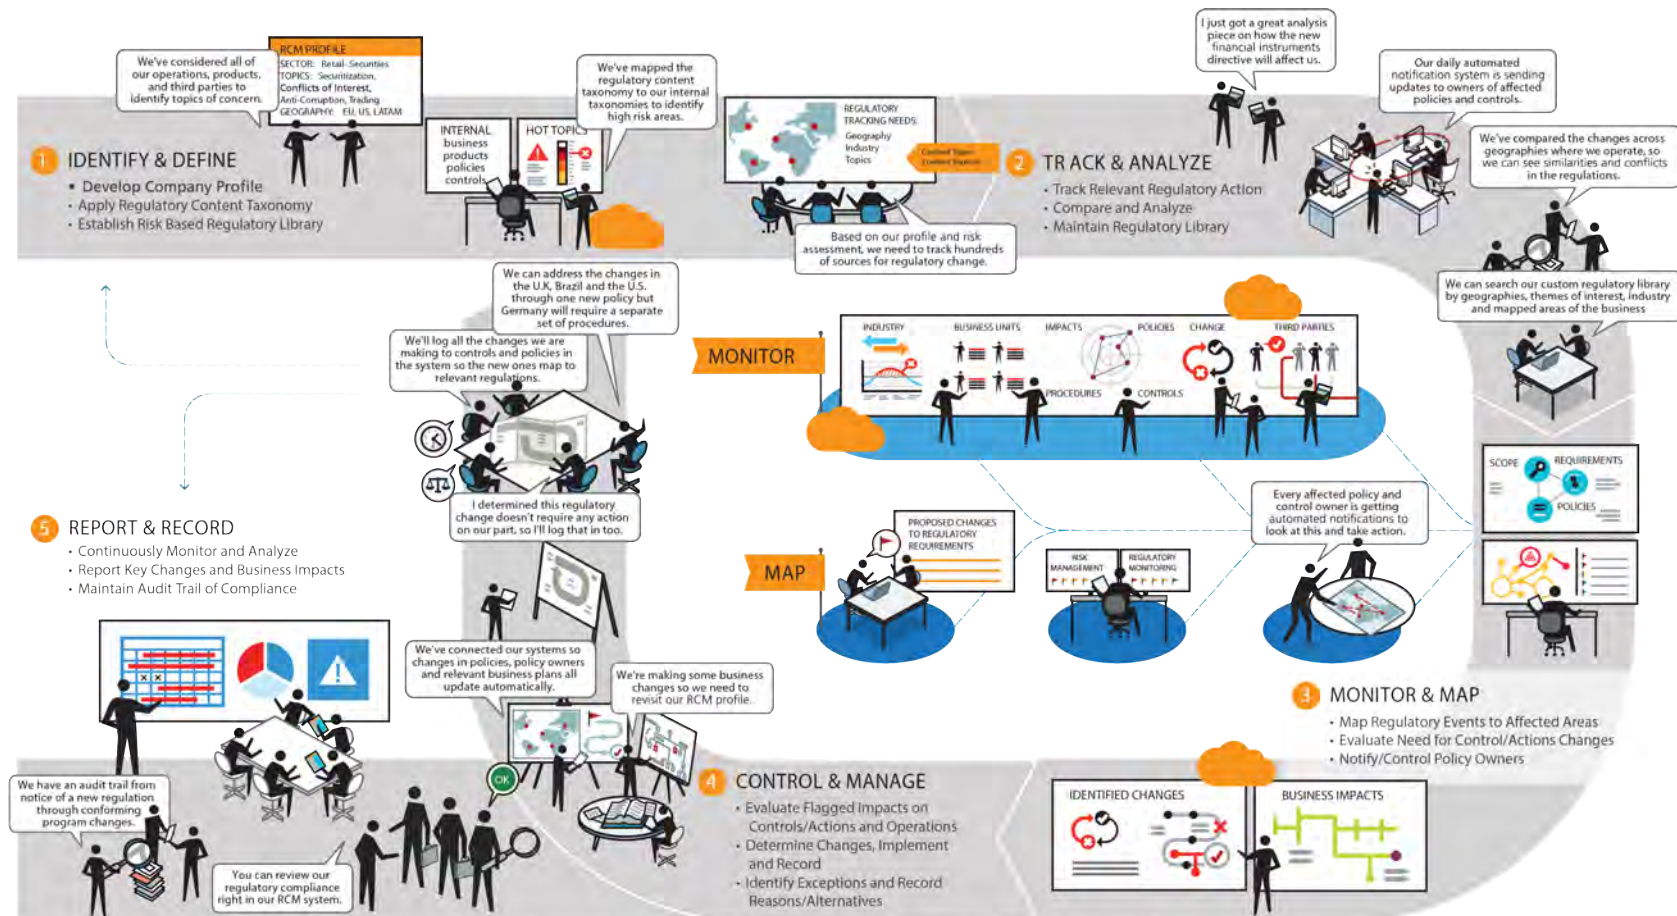 We've considered all of
our operations, products,
and third parties to
identify topics of concern.
RCM PROFILE
SECTOR: Retail-Securities
TOPICS: Securitization,
Conflicts of Interest,
Anti-Corruption, Trading
GEOGRAPHY: EU, US, LATAM
We've mapped the
regulatory content
taxonomy to our internal
taxonomies to identify
high risk areas.
1 IDENTIFY & DEFINE
• Develop Company Profile
• Apply Regulatory Content Taxonomy
• Establish Risk Based Regulatory Library
INTERNAL
business
products
policies
controls
HOT TOPICS
REGULATORY
TRACKING NEEDS:
Geography
Industry
Topics
Based on our profile and risk
assessment, we need to track hundreds
of sources for regulatory change.
2 TRACK & ANALYZE
• Track Relevant Regulatory Action
• Compare and Analyze
• Maintain Regulatory Library
I just got a great analysis
piece on how the new
financial instruments
directive will affect us.
Our daily automated
notification system is sending
updates to owners of affected
policies and controls.
We've compared the changes across
geographies where we operate, so
we can see similarities and conflicts
in the regulations.
We can search our custom regulatory library
by geographies, themes of interest, industry
and mapped areas of the business
We can address the changes in
the U.K, Brazil and the U.S.
through one new policy but
Germany will require a separate
set of procedures.
We'll log all the changes we are
making to controls and policies in
the system so the new ones map to
relevant regulations.
I determined this regulatory
change doesn't require any action
on our part, so I'll log that in too.
MONITOR
INDUSTRY
BUSINESS UNITS
IMPACTS
POLICIES
CHANGE
THIRD PARTIES
PROCEDURES
CONTROLS
MAP
PROPOSED CHANGES
TO REGULATORY
REQUIREMENTS
RISK
MANAGEMENT
REGULATORY
MONITORING
Every affected policy and
control owner is getting
automated notifications to
look at this and take action.
SCOPE
REQUIREMENTS
POLICIES
3 MONITOR & MAP
• Map Regulatory Events to Affected Areas
• Evaluate Need for Control/Actions Changes
• Notify/Control Policy Owners
IDENTIFIED CHANGES
BUSINESS IMPACTS
4 CONTROL & MANAGE
• Evaluate Flagged Impacts on
Controls/Actions and Operations
• Determine Changes, Implement
and Record
• Identify Exceptions and Record
Reasons/Alternatives
We've connected our systems so
changes in policies, policy owners
and relevant business plans all
update automatically.
We're making some business
changes so we need to
revisit our RCM profile.
OK
5 REPORT & RECORD
• Continuously Monitor and Analyze
• Report Key Changes and Business Impacts
• Maintain Audit Trail of Compliance
We have an audit trail from
notice of a new regulation
through conforming
program changes.
You can review our
regulatory compliance
right in our RCM system.